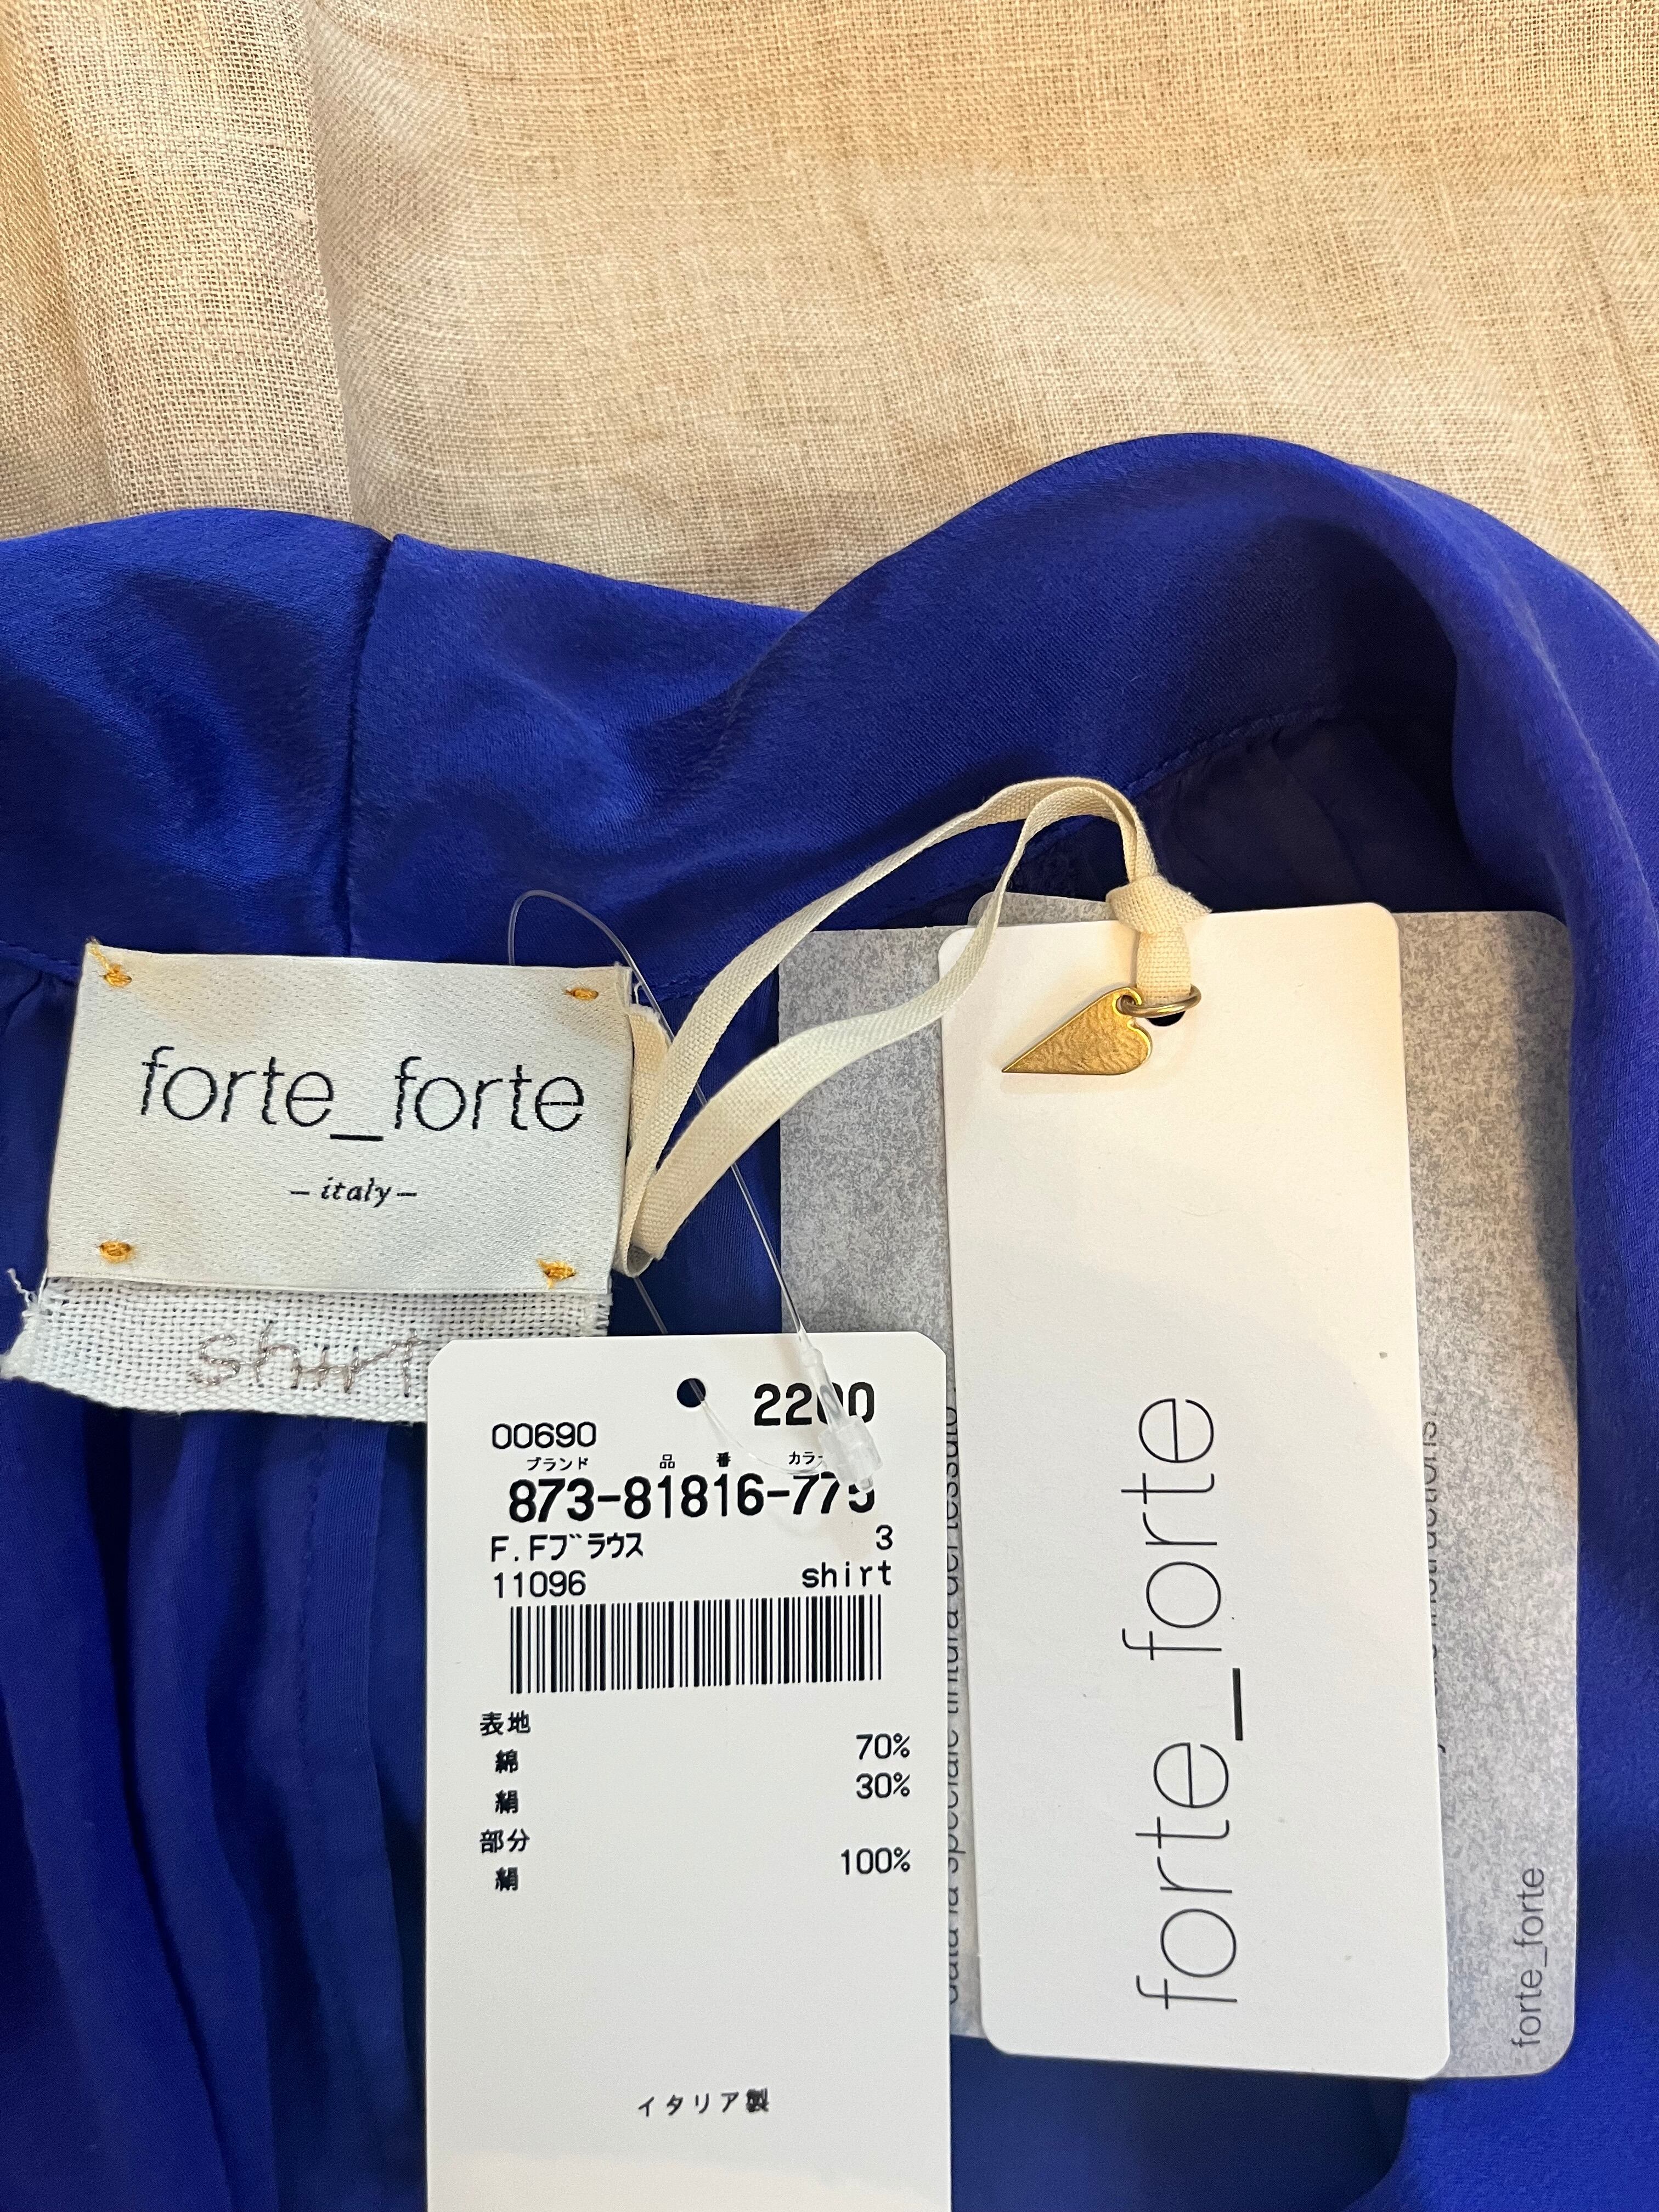 forte_forte
– italy –
shirt
2200
00690
ブランド 品 番
873-81816-775
F.Fブラウス 3
11096 shirt
表地
綿 70%
絹 30%
部分
絹 100%
イタリア製
forte_forte
forte_forte
instructions